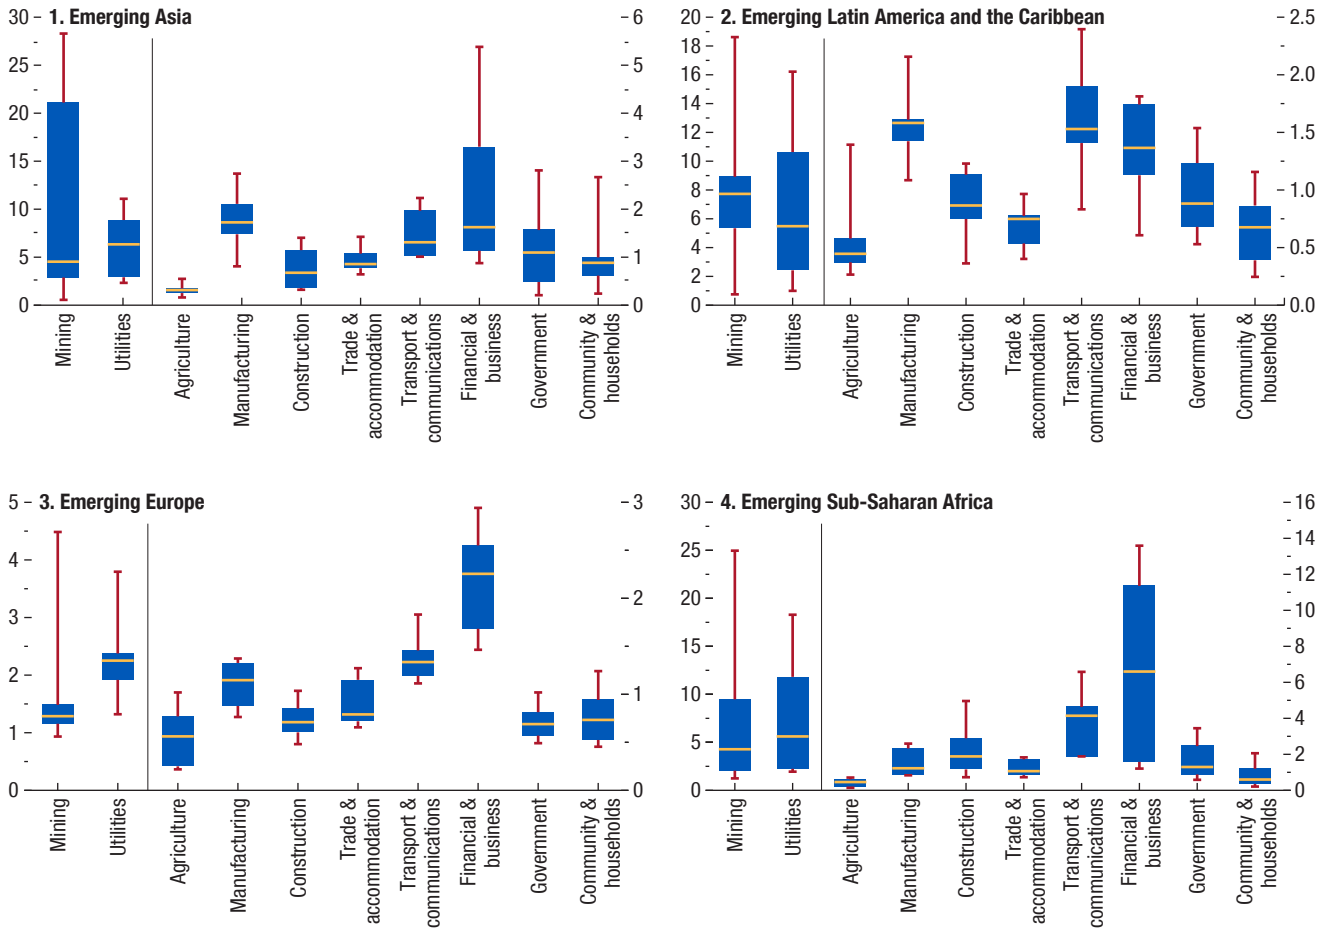 1. Emerging Asia
30
25
20
15
10
5
0
6
5
4
3
2
1
0
Mining
Utilities
Agriculture
Manufacturing
Construction
Trade &
accommodation
Transport &
communications
Financial &
business
Government
Community &
households
2. Emerging Latin America and the Caribbean
20
18
16
14
12
10
8
6
4
2
0
2.5
2.0
1.5
1.0
0.5
0.0
Mining
Utilities
Agriculture
Manufacturing
Construction
Trade &
accommodation
Transport &
communications
Financial &
business
Government
Community &
households
3. Emerging Europe
5
4
3
2
1
0
3
2
1
0
Mining
Utilities
Agriculture
Manufacturing
Construction
Trade &
accommodation
Transport &
communications
Financial &
business
Government
Community &
households
4. Emerging Sub-Saharan Africa
30
25
20
15
10
5
0
16
14
12
10
8
6
4
2
0
Mining
Utilities
Agriculture
Manufacturing
Construction
Trade &
accommodation
Transport &
communications
Financial &
business
Government
Community &
households